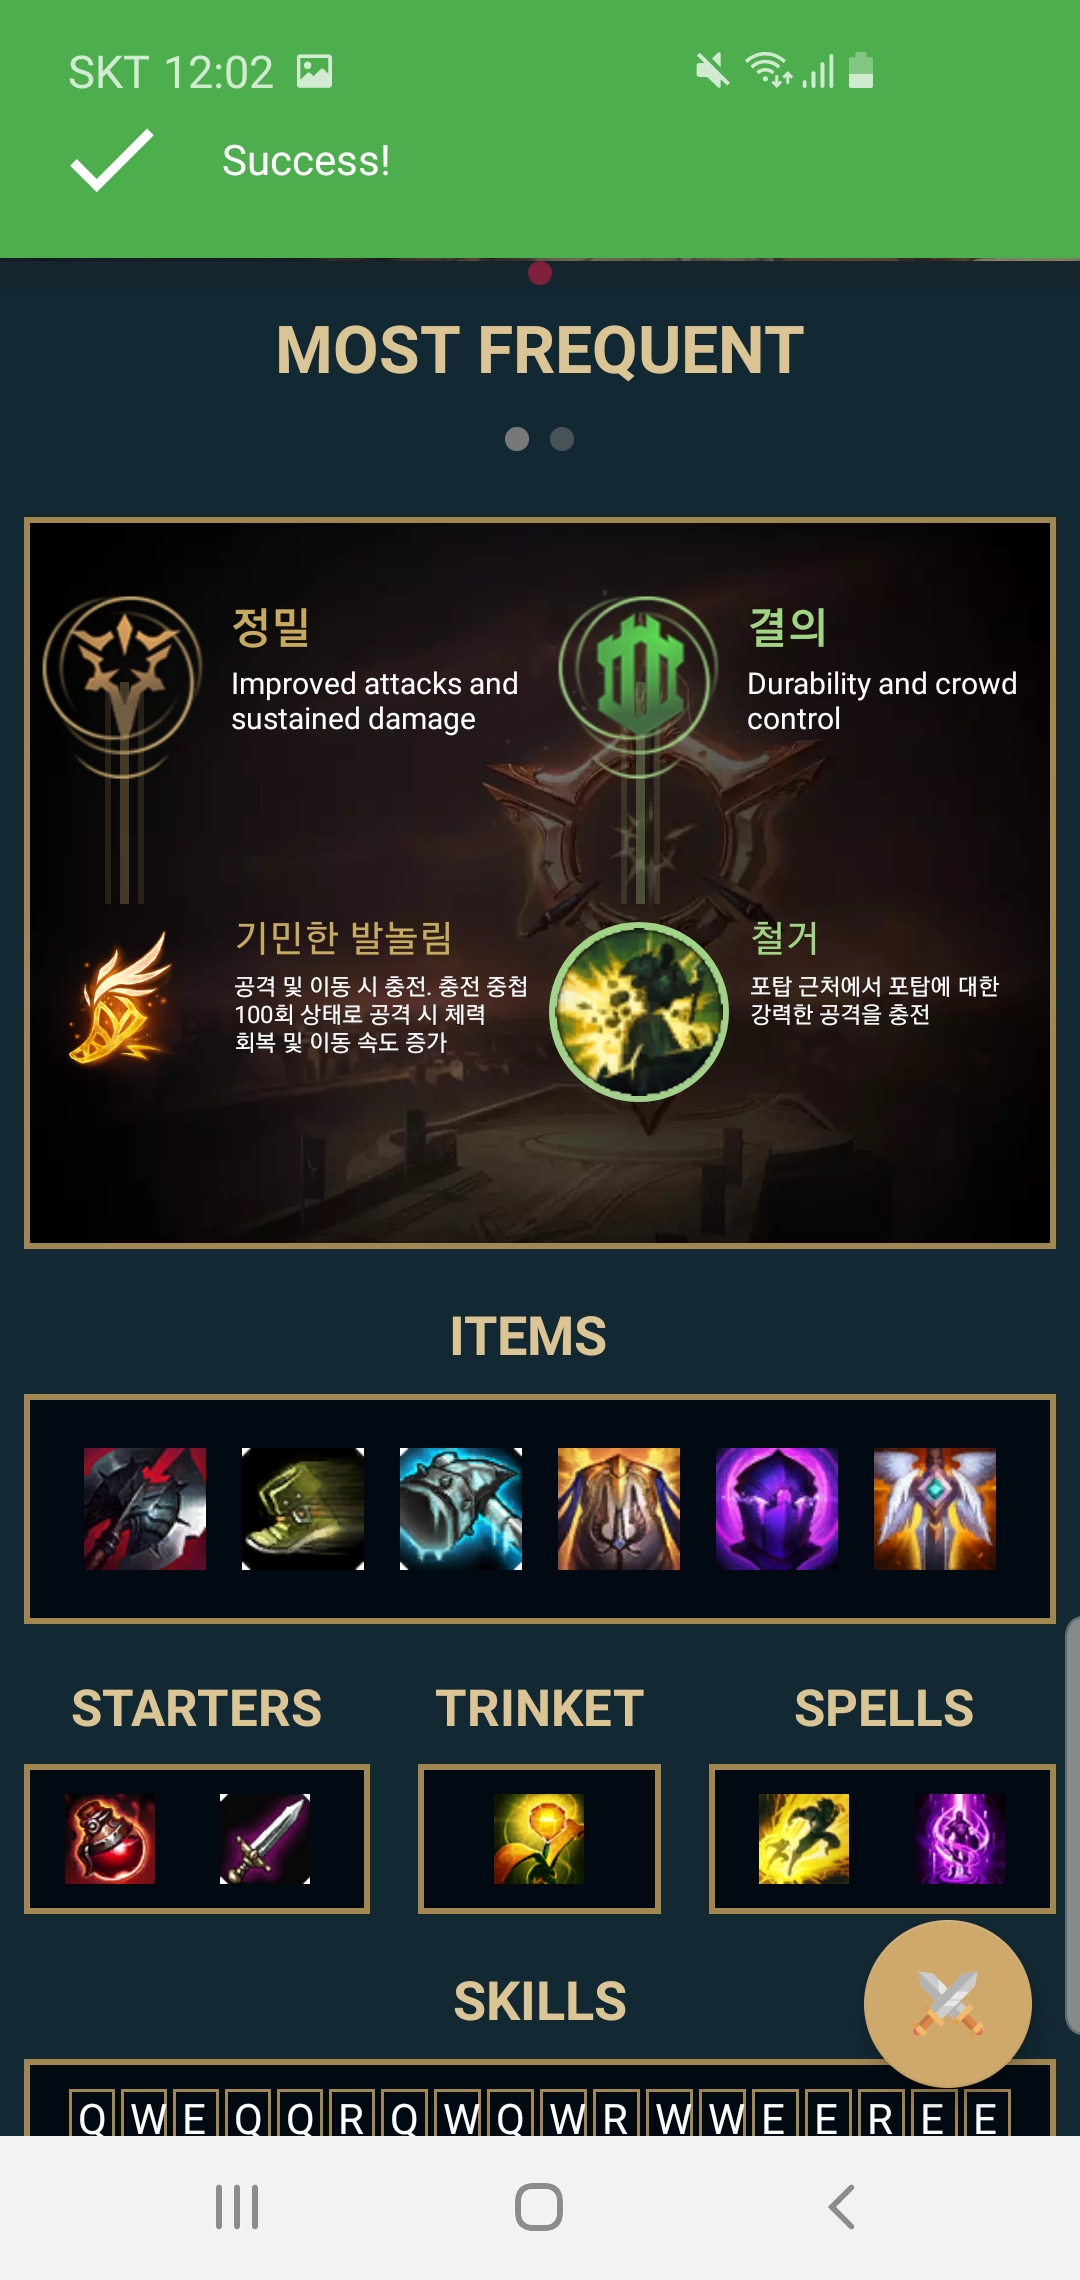 SKT 12:02
Success!
MOST FREQUENT
정밀
Improved attacks and
sustained damage
결의
Durability and crowd
control
기민한 발놀림
공격 및 이동 시 충전. 충전 중첩
100회 상태로 공격 시 체력
회복 및 이동 속도 증가
철거
포탑 근처에서 포탑에 대한
강력한 공격을 충전
ITEMS
STARTERS
TRINKET
SPELLS
SKILLS
Q W E Q Q R Q W Q W R W W E E R E E